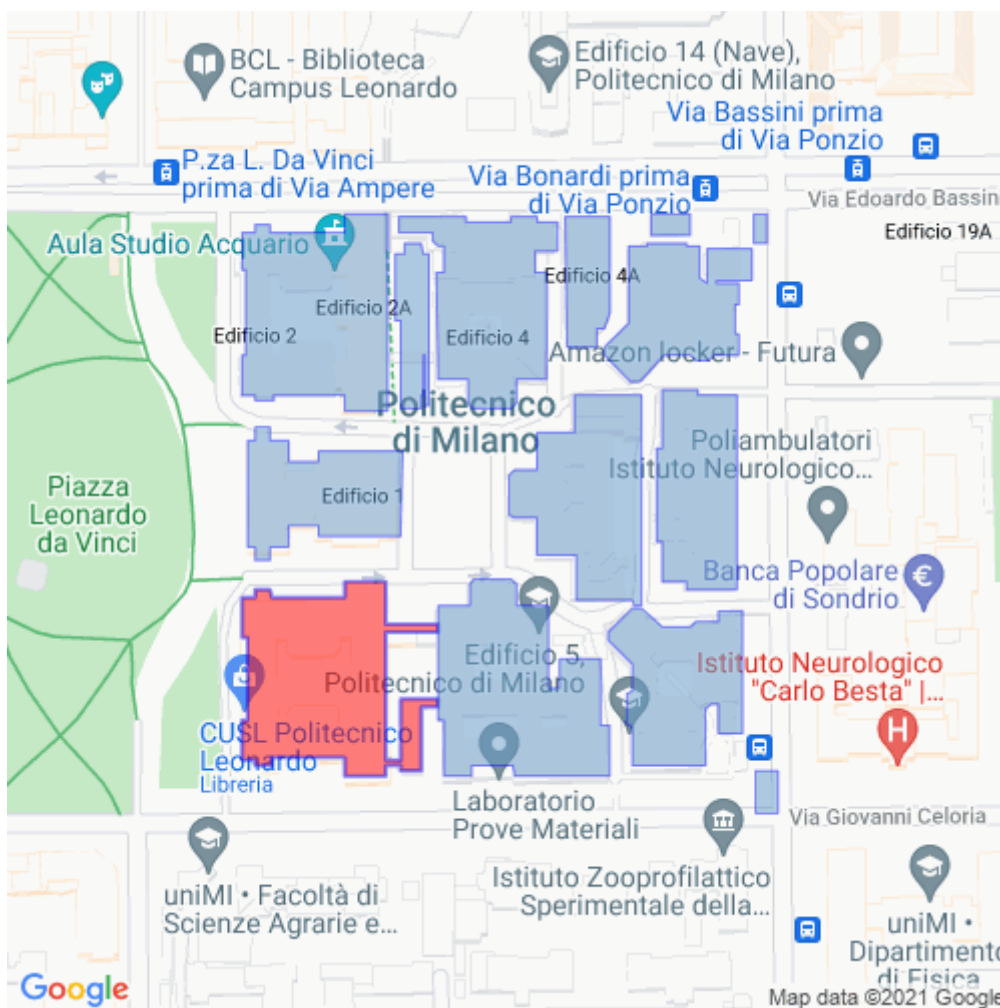 BCL - Biblioteca
Campus Leonardo
Edificio 14 (Nave),
Politecnico di Milano
Via Bassini prima
di Via Ponzio
P.za L. Da Vinci
prima di Via Ampere
Via Bonardi prima
di Via Ponzio
Via Edoardo Bassin
Edificio 19A
Aula Studio Acquario
Edificio 4A
Edificio 2A
Edificio 2
Edificio 4
Amazon locker - Futura
Politecnico
di Milano
Poliambulatori
Istituto Neurologico...
Piazza
Leonardo
da Vinci
Edificio 1
Banca Popolare
di Sondrio
Edificio 5,
Politecnico di Milano
Istituto Neurologico
"Carlo Besta" |...
H
CUSL Politecnico
Leonardo
Libreria
Laboratorio
Prove Materiali
Via Giovanni Celoria
uniMI • Facoltà di
Scienze Agrarie e...
Istituto Zooprofilattico
Sperimentale della...
uniMI •
Dipartimento
di Fisica
Google
Map data ©2021 Google